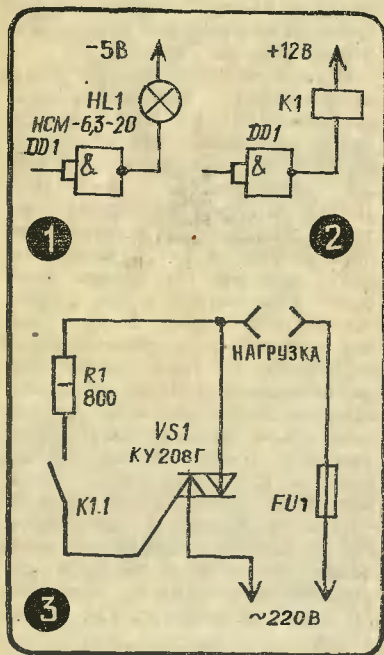 -5В
HL1
НСМ-6,3-20
DD1
&
1
+12В
K1
DD1
&
2
НАГРУЗКА
R1
800
VS1
КУ208Г
K1.1
FU1
~220В
3